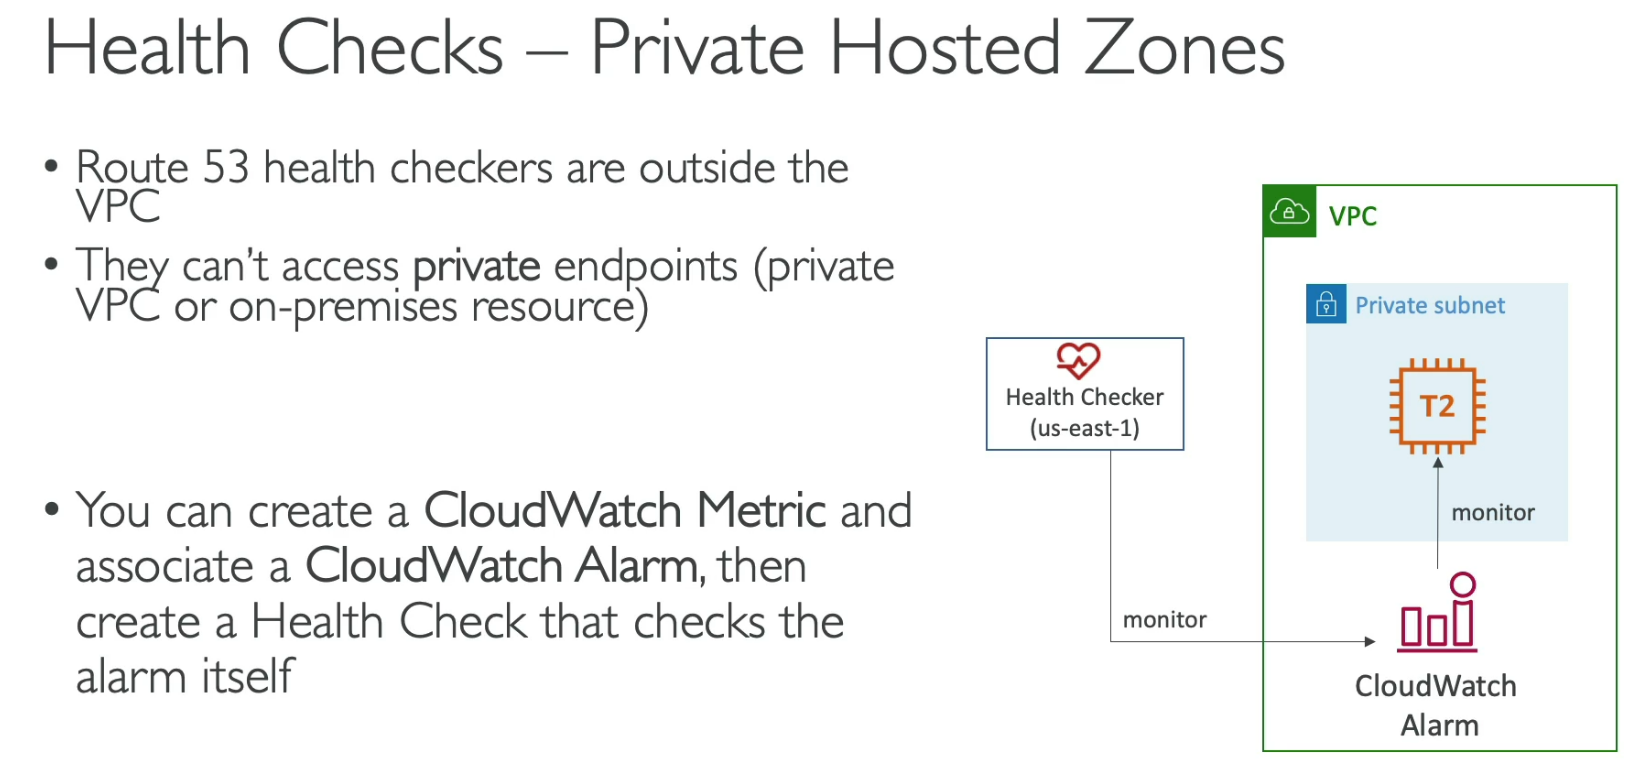 Health Checks – Private Hosted Zones
• Route 53 health checkers are outside the
VPC
• They can’t access private endpoints (private
VPC or on-premises resource)
• You can create a CloudWatch Metric and
associate a CloudWatch Alarm, then
create a Health Check that checks the
alarm itself
VPC
Private subnet
T2
monitor
Health Checker
(us-east-1)
monitor
CloudWatch
Alarm